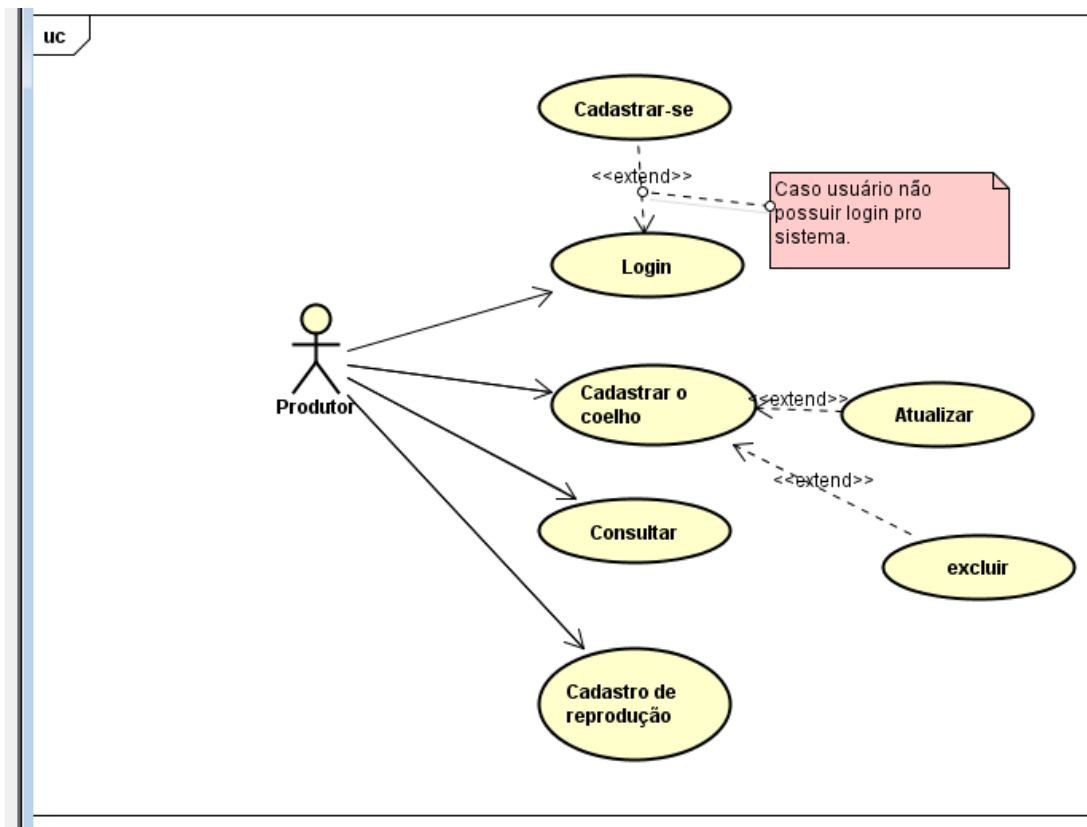 uc
Cadastrar-se
<<extend>>
Caso usuário não
possuir login pro
sistema.
Login
Produtor
Cadastrar o
coelho
<<extend>>
Atualizar
<<extend>>
Consultar
excluir
Cadastro de
reprodução